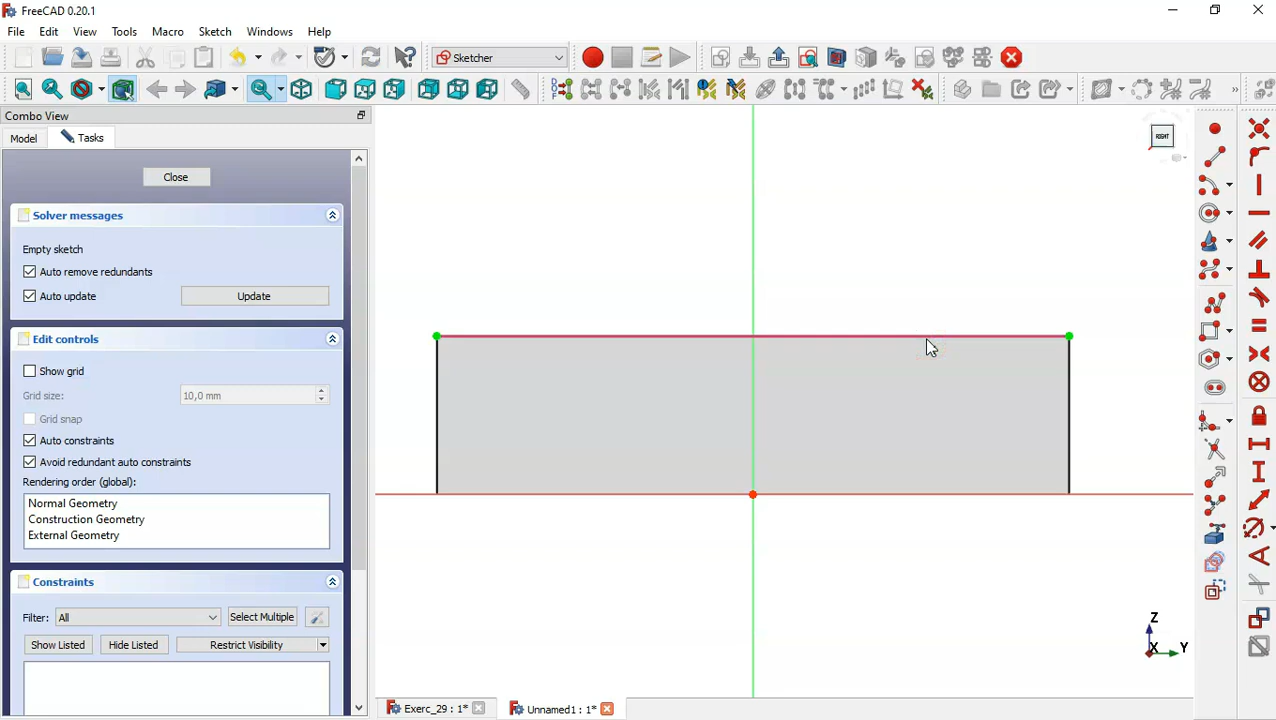 FreeCAD 0.20.1
File Edit View Tools Macro Sketch Windows Help
Sketcher
Combo View
Model Tasks
Close
Solver messages
Empty sketch
Auto remove redundants
Auto update Update
Edit controls
Show grid
Grid size: 10,0 mm
Grid snap
Auto constraints
Avoid redundant auto constraints
Rendering order (global):
Normal Geometry
Construction Geometry
External Geometry
Constraints
Filter: All Select Multiple
Show Listed Hide Listed Restrict Visibility
RIGHT
Z
X
Y
Exerc_29 : 1* Unnamed1 : 1*